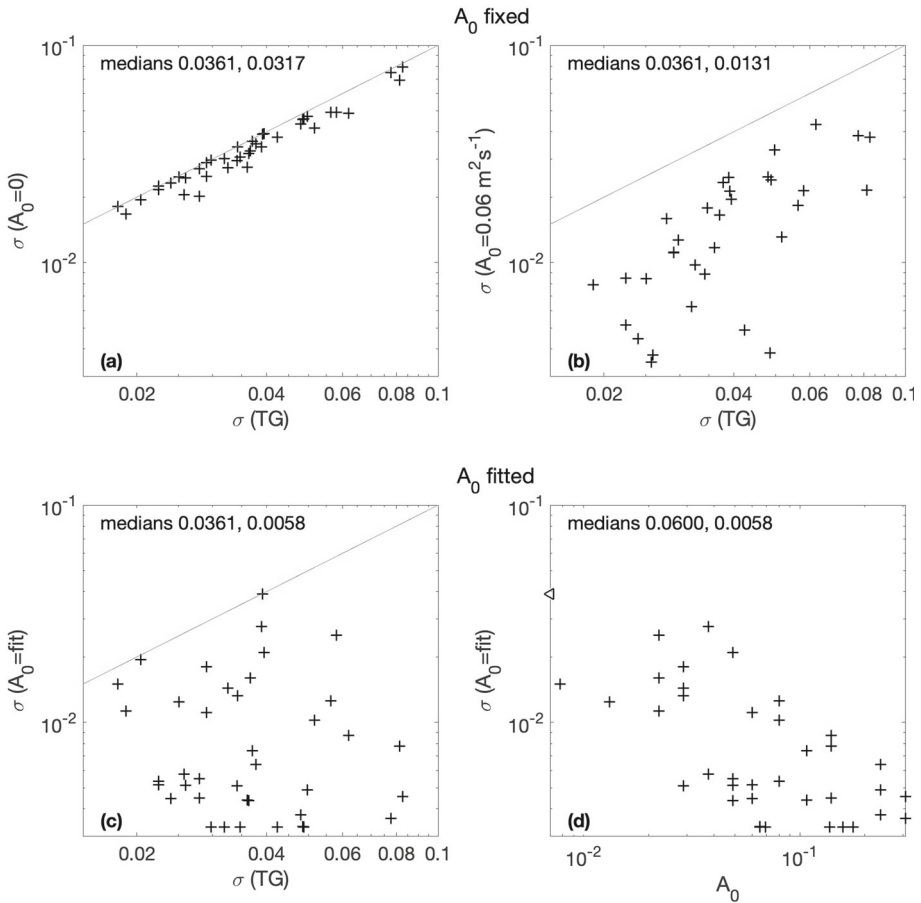 A₀ fixed
10⁻¹
medians 0.0361, 0.0317
σ (A₀=0)
10⁻²
(a)
0.02 0.04 0.06 0.08 0.1
σ (TG)
10⁻¹
medians 0.0361, 0.0131
σ (A₀=0.06 m²s⁻¹)
10⁻²
(b)
0.02 0.04 0.06 0.08 0.1
σ (TG)
A₀ fitted
10⁻¹
medians 0.0361, 0.0058
σ (A₀=fit)
10⁻²
(c)
0.02 0.04 0.06 0.08 0.1
σ (TG)
10⁻¹
medians 0.0600, 0.0058
σ (A₀=fit)
10⁻²
(d)
10⁻² 10⁻¹
A₀